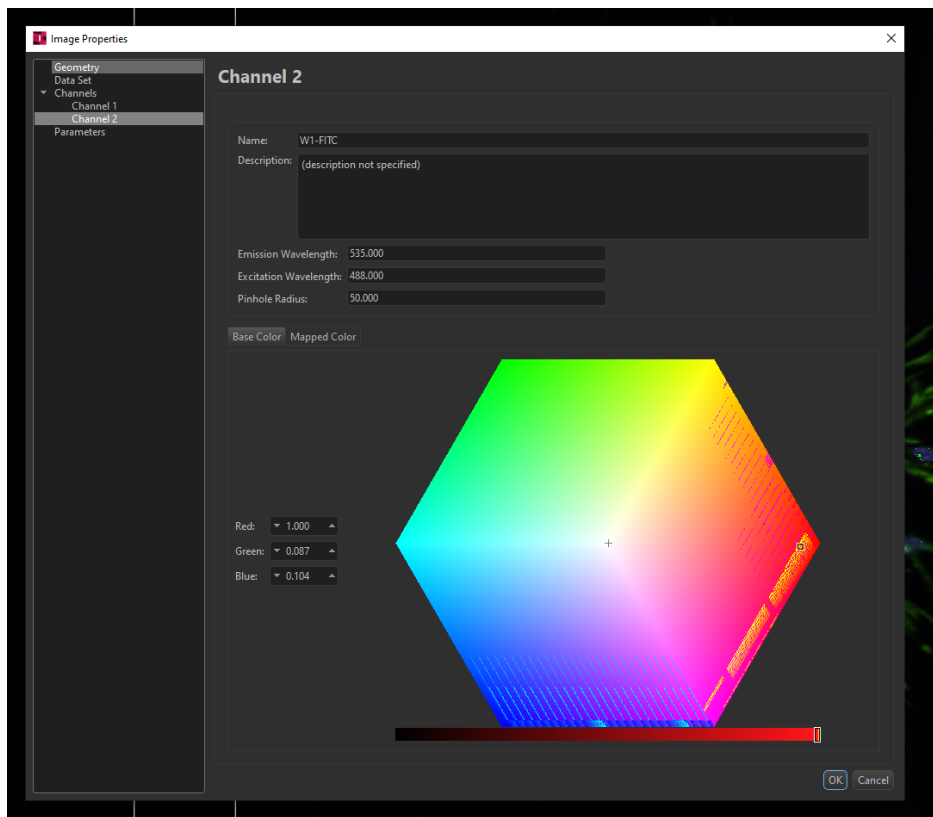 Image Properties
Geometry
Data Set
Channels
Channel 1
Channel 2
Parameters
Channel 2
Name: W1-FITC
Description: (description not specified)
Emission Wavelength: 535.000
Excitation Wavelength: 488.000
Pinhole Radius: 50.000
Base Color Mapped Color
Red: 1.000
Green: 0.087
Blue: 0.104
OK Cancel